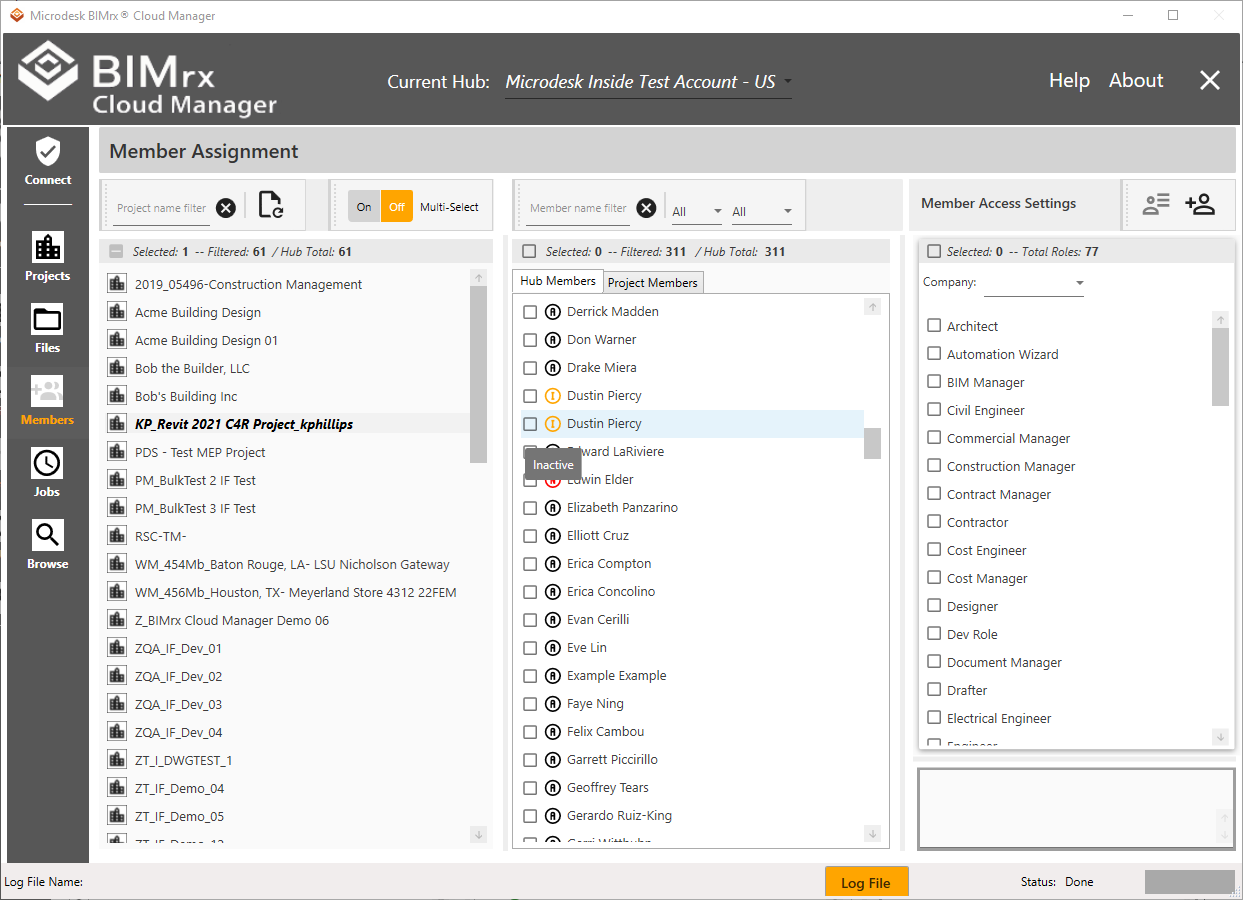 Microdesk BIMrx® Cloud Manager
BIMrx
Cloud Manager
Current Hub: Microdesk Inside Test Account - US
Help About
Connect
Projects
Files
Members
Jobs
Browse
Member Assignment
Project name filter
On Off Multi-Select
Selected: 1 -- Filtered: 61 / Hub Total: 61
2019_05496-Construction Management
Acme Building Design
Acme Building Design 01
Bob the Builder, LLC
Bob's Building Inc
KP_Revit 2021 C4R Project_kphillips
PDS - Test MEP Project
PM_BulkTest 2 IF Test
PM_BulkTest 3 IF Test
RSC-TM-
WM_454Mb_Baton Rouge, LA- LSU Nicholson Gateway
WM_456Mb_Houston, TX- Meyerland Store 4312 22FEM
Z_BIMrx Cloud Manager Demo 06
ZQA_IF_Dev_01
ZQA_IF_Dev_02
ZQA_IF_Dev_03
ZQA_IF_Dev_04
ZT_I_DWGTEST_1
ZT_IF_Demo_04
ZT_IF_Demo_05
Member name filter All All
Selected: 0 -- Filtered: 311 / Hub Total: 311
Hub Members Project Members
A Derrick Madden
A Don Warner
A Drake Miera
I Dustin Piercy
I Dustin Piercy
Edward LaRiviere
Inactive
Edwin Elder
A Elizabeth Panzarino
A Elliott Cruz
A Erica Compton
A Erica Concolino
A Evan Cerilli
A Eve Lin
A Example Example
A Faye Ning
A Felix Cambou
A Garrett Piccirillo
A Geoffrey Tears
A Gerardo Ruiz-King
Member Access Settings
Selected: 0 -- Total Roles: 77
Company:
Architect
Automation Wizard
BIM Manager
Civil Engineer
Commercial Manager
Construction Manager
Contract Manager
Contractor
Cost Engineer
Cost Manager
Designer
Dev Role
Document Manager
Drafter
Electrical Engineer
Log File Name:
Log File
Status: Done